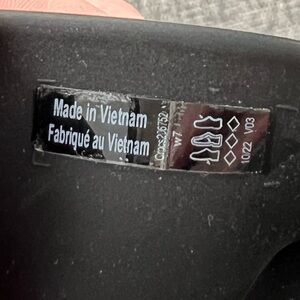 Made in Vietnam
Fabriqué au Vietnam
w7
10/22 V03